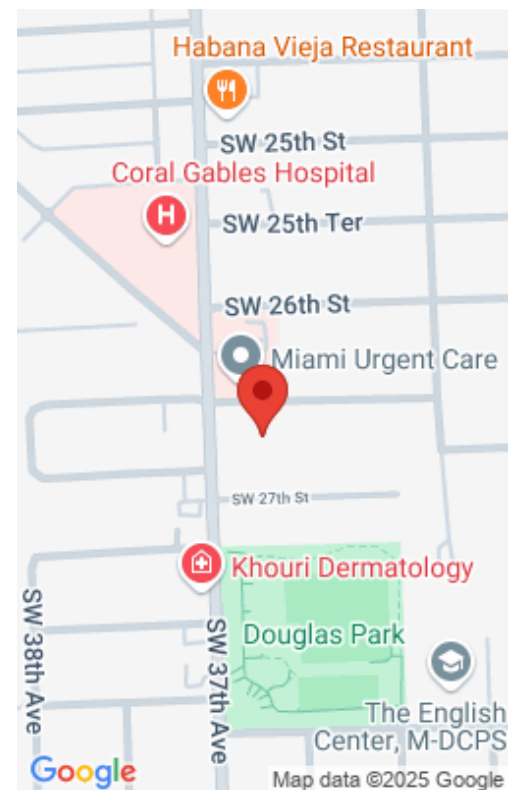 Habana Vieja Restaurant
SW 25th St
Coral Gables Hospital
H
SW 25th Ter
SW 26th St
Miami Urgent Care
SW 27th St
Khouri Dermatology
SW 38th Ave
SW 37th Ave
Douglas Park
The English
Center, M-DCPS
Google
Map data ©2025 Google